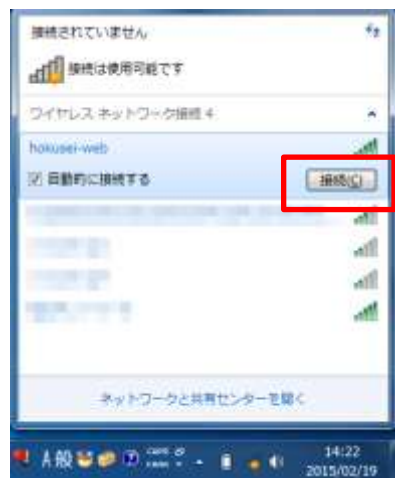 接続されていません
接続は使用可能です
ワイヤレス ネットワーク接続 4
hokusei-web
自動的に接続する
接続(C)
ネットワークと共有センターを開く
A 般
14:22
2015/02/19